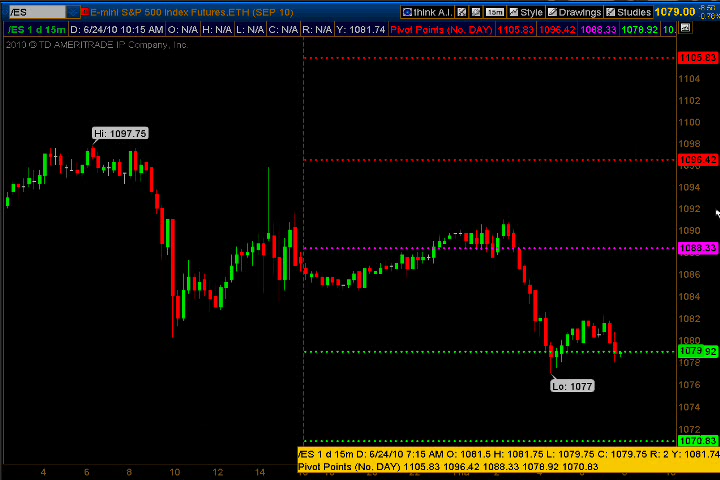 /ES E-mini S&P 500 Index Futures.ETH (SEP 10) think A.I. 15m Style Drawings Studies 1079.00
/ES 1 d 15m D: 6/24/10 10:15 AM O: N/A H: N/A L: N/A C: N/A R: N/A Y: 1081.74 Pivot Points (No. DAY) 1105.83 1096.42 1088.33 1078.92 10.
2010 © TD AMERITRADE IP Company, Inc.
1105.83
1104
1102
1100
Hi: 1097.75
1098
1096.42
1094
1092
1090
1088.33
1086
1084
1082
1080
1078
Lo: 1077
1076
1074
1072
1070.83
/ES 1 d 15m D: 6/24/10 7:15 AM O: 1081.5 H: 1081.75 L: 1079.75 C: 1079.75 R: 2 Y: 1081.74
Pivot Points (No. DAY) 1105.83 1096.42 1088.33 1078.92 1070.83
4 6 8 10 12 14